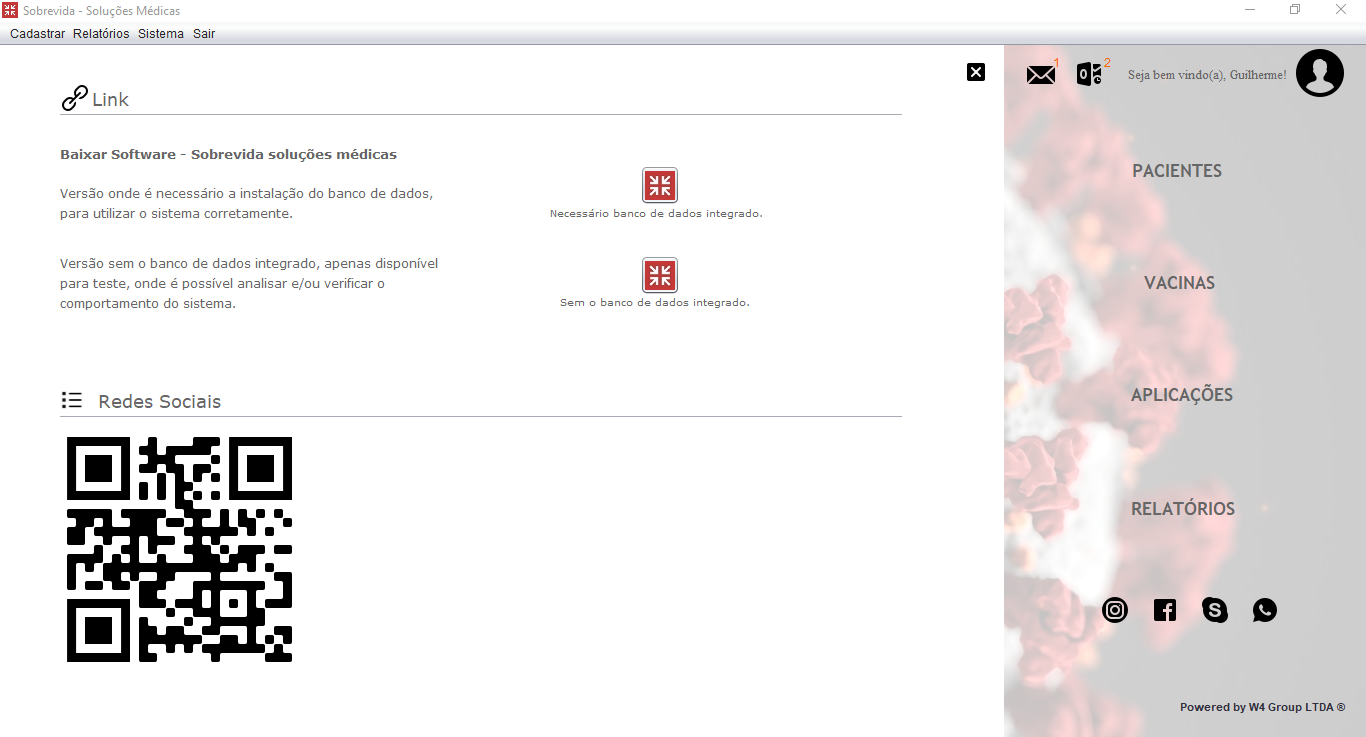 Sobrevida - Soluções Médicas
Cadastrar Relatórios Sistema Sair
1
2
Seja bem vindo(a), Guilherme!
Link
Baixar Software - Sobrevida soluções médicas
Versão onde é necessário a instalação do banco de dados,
para utilizar o sistema corretamente.
Necessário banco de dados integrado.
Versão sem o banco de dados integrado, apenas disponível
para teste, onde é possível analisar e/ou verificar o
comportamento do sistema.
Sem o banco de dados integrado.
Redes Sociais
PACIENTES
VACINAS
APLICAÇÕES
RELATÓRIOS
Powered by W4 Group LTDA ®